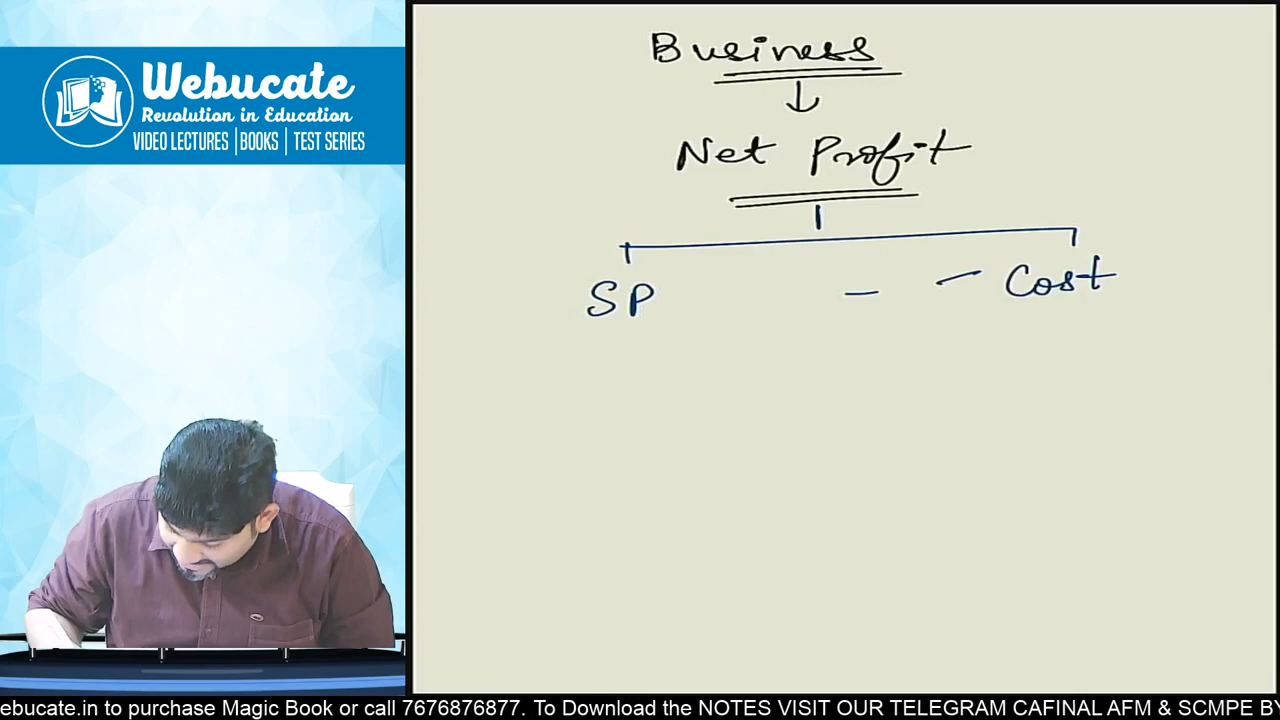 Webucate
Revolution in Education
VIDEO LECTURES | BOOKS | TEST SERIES
Business
↓
Net Profit
SP - - Cost
ebucate.in to purchase Magic Book or call 7676876877. To Download the NOTES VISIT OUR TELEGRAM CAFINAL AFM & SCMPE BY